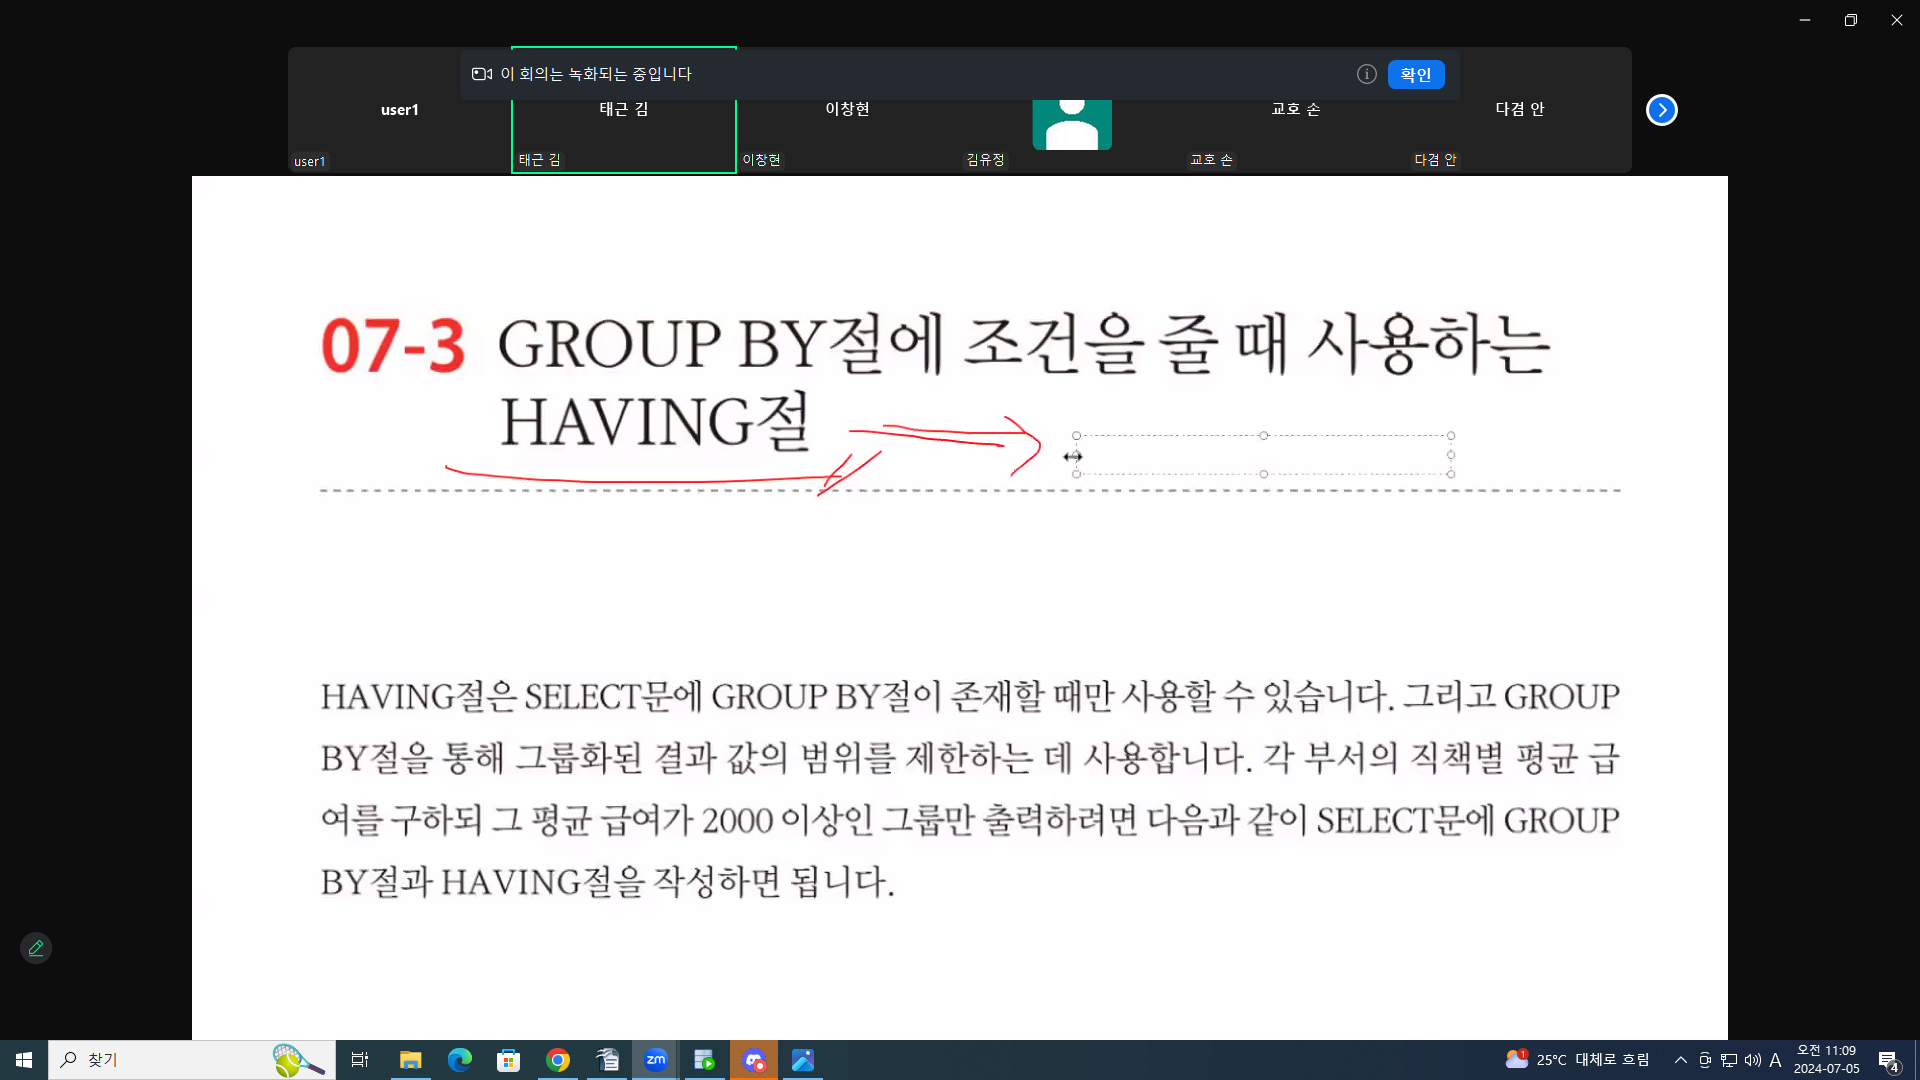 이 회의는 녹화되는 중입니다
확인
user1
태근 김
이창현
교호 손
다겸 안
user1
태근 김
이창현
김유정
교호 손
다겸 안
07-3 GROUP BY절에 조건을 줄 때 사용하는
HAVING절
HAVING절은 SELECT문에 GROUP BY절이 존재할 때만 사용할 수 있습니다. 그리고 GROUP
BY절을 통해 그룹화된 결과 값의 범위를 제한하는 데 사용합니다. 각 부서의 직책별 평균 급
여를 구하되 그 평균 급여가 2000 이상인 그룹만 출력하려면 다음과 같이 SELECT문에 GROUP
BY절과 HAVING절을 작성하면 됩니다.
찾기
zm
1
25°C 대체로 흐림
A
오전 11:09
2024-07-05
4